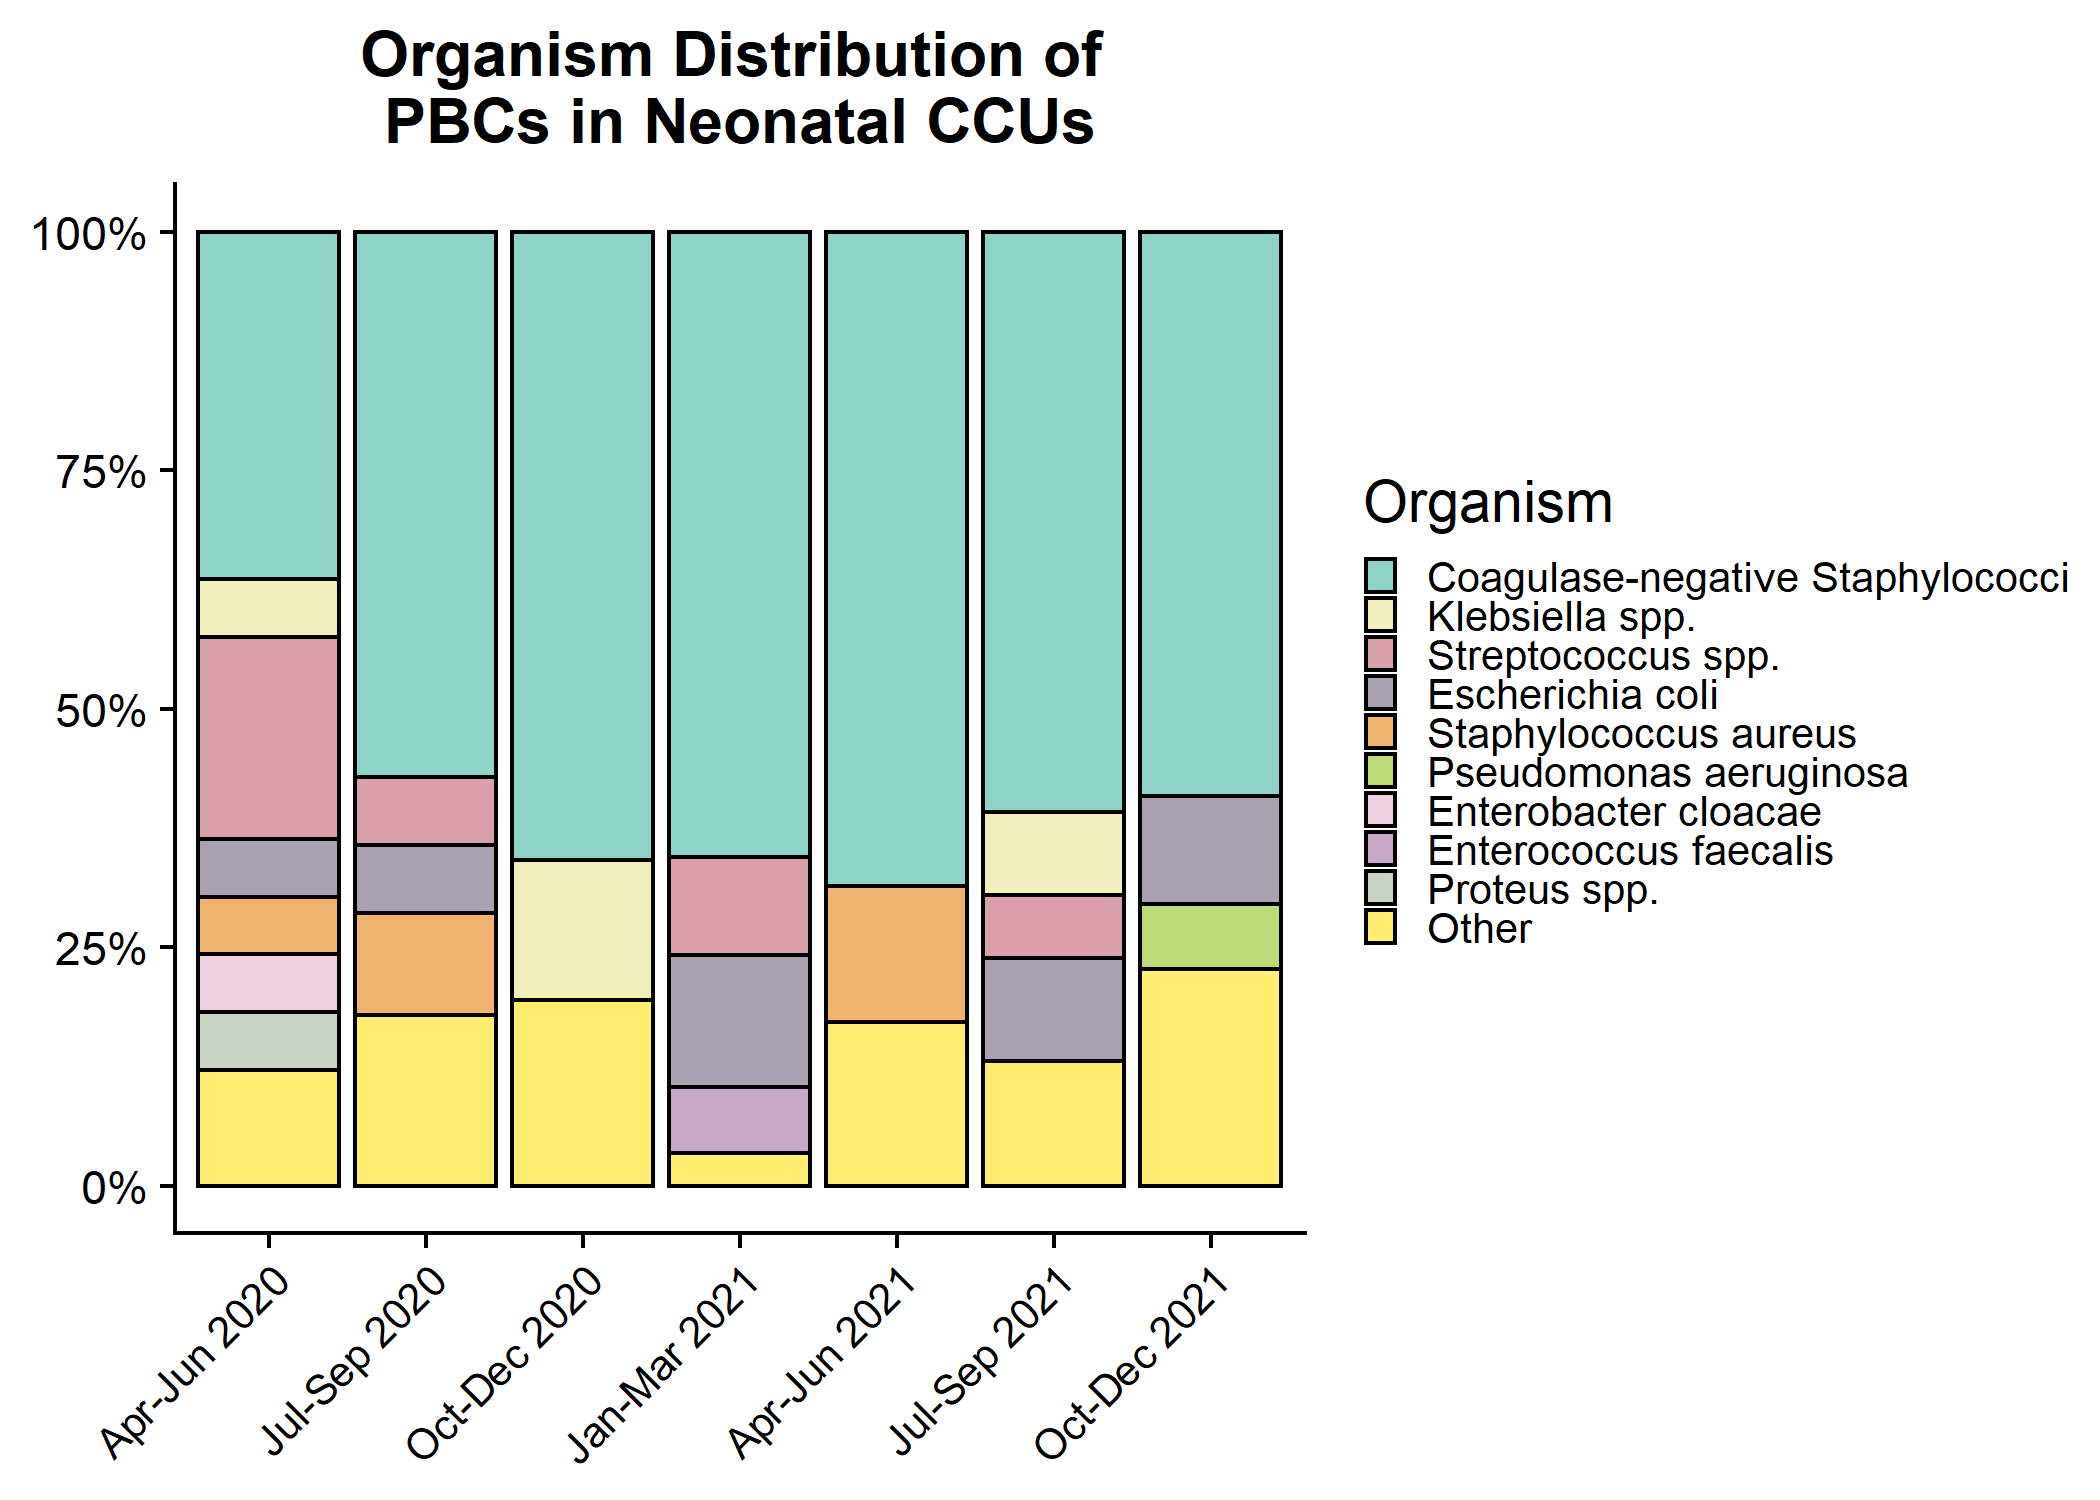 Organism Distribution of
PBCs in Neonatal CCUs
100%
75%
50%
25%
0%
Apr-Jun 2020
Jul-Sep 2020
Oct-Dec 2020
Jan-Mar 2021
Apr-Jun 2021
Jul-Sep 2021
Oct-Dec 2021
Organism
Coagulase-negative Staphylococci
Klebsiella spp.
Streptococcus spp.
Escherichia coli
Staphylococcus aureus
Pseudomonas aeruginosa
Enterobacter cloacae
Enterococcus faecalis
Proteus spp.
Other